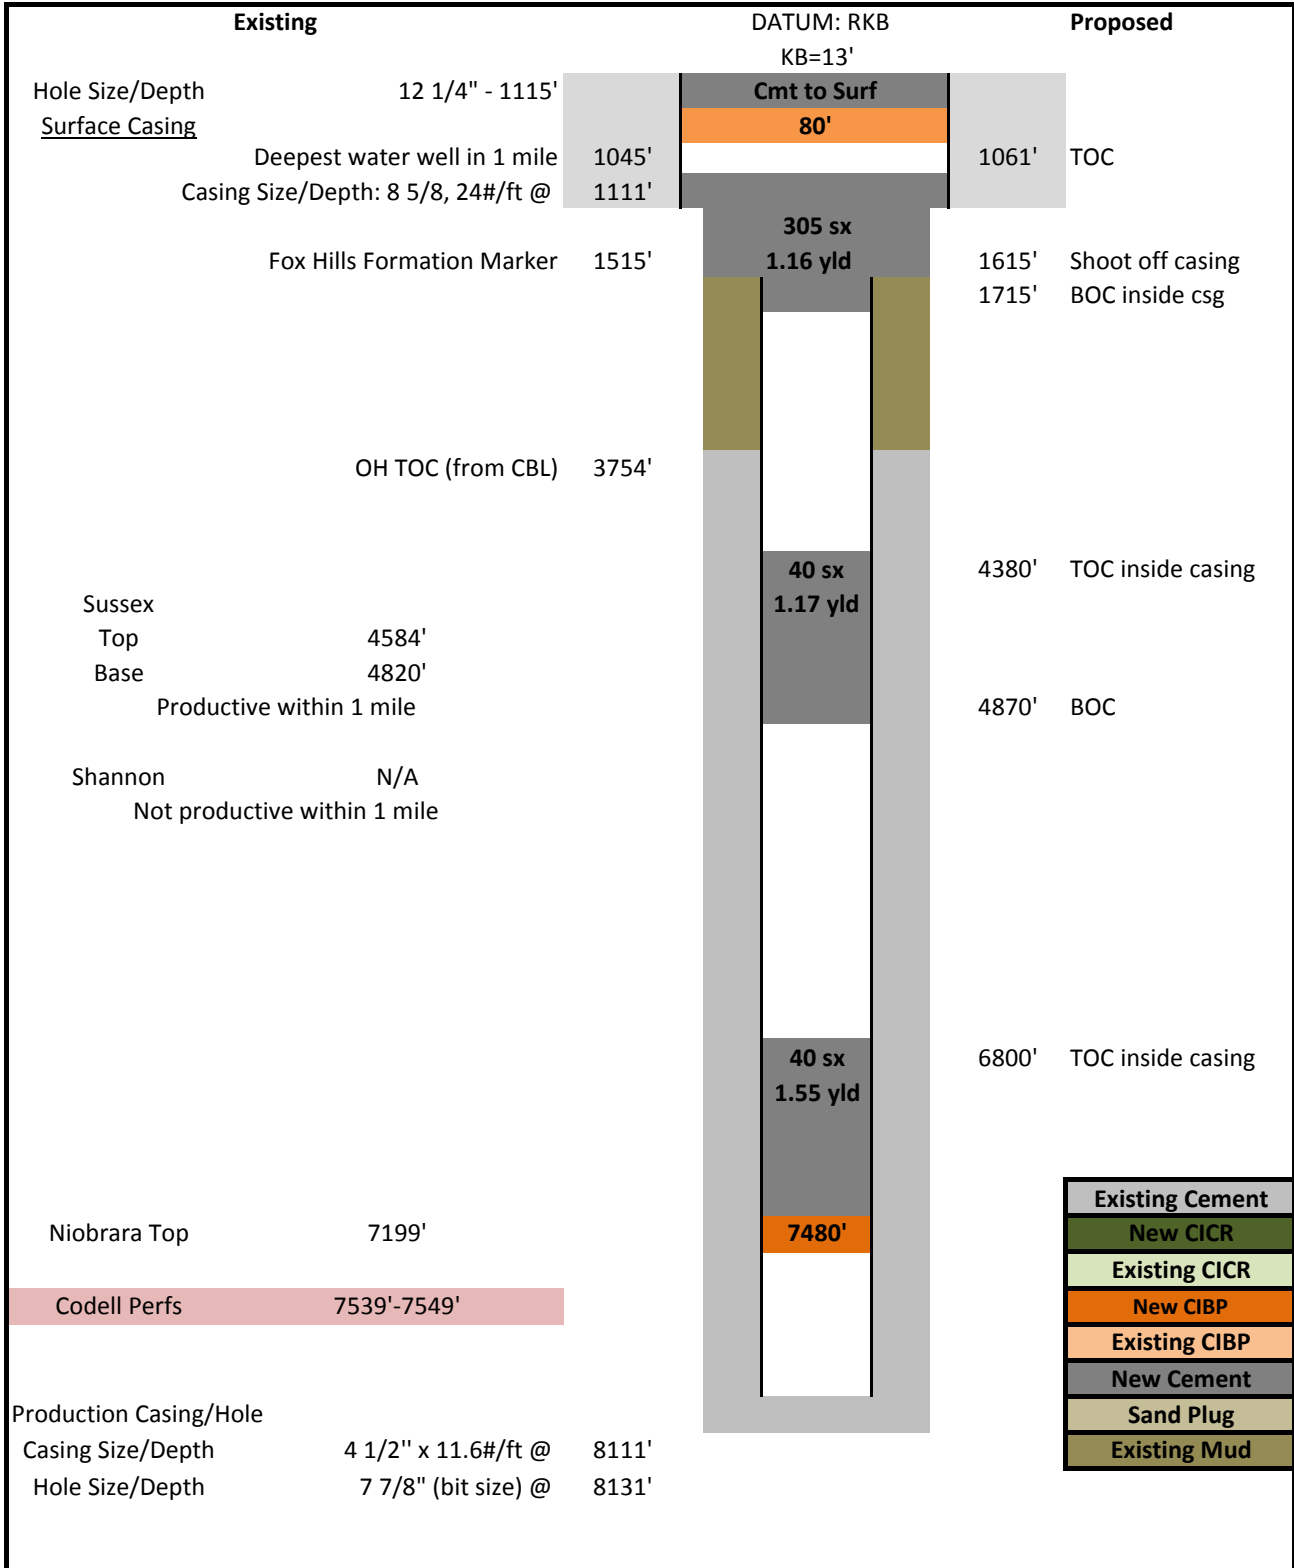 Existing DATUM: RKB Proposed
KB=13'
Hole Size/Depth 12 1/4" - 1115' Cmt to Surf
Surface Casing 80'
Deepest water well in 1 mile 1045' 1061' TOC
Casing Size/Depth: 8 5/8, 24#/ft @ 1111'
305 sx
Fox Hills Formation Marker 1515' 1.16 yld 1615' Shoot off casing
1715' BOC inside csg
OH TOC (from CBL) 3754'
40 sx 4380' TOC inside casing
Sussex 1.17 yld
Top 4584'
Base 4820'
Productive within 1 mile 4870' BOC
Shannon N/A
Not productive within 1 mile
40 sx 6800' TOC inside casing
1.55 yld
Existing Cement
Niobrara Top 7199' 7480' New CICR
Existing CICR
Codell Perfs 7539'-7549' New CIBP
Existing CIBP
New Cement
Production Casing/Hole Sand Plug
Casing Size/Depth 4 1/2'' x 11.6#/ft @ 8111' Existing Mud
Hole Size/Depth 7 7/8" (bit size) @ 8131'